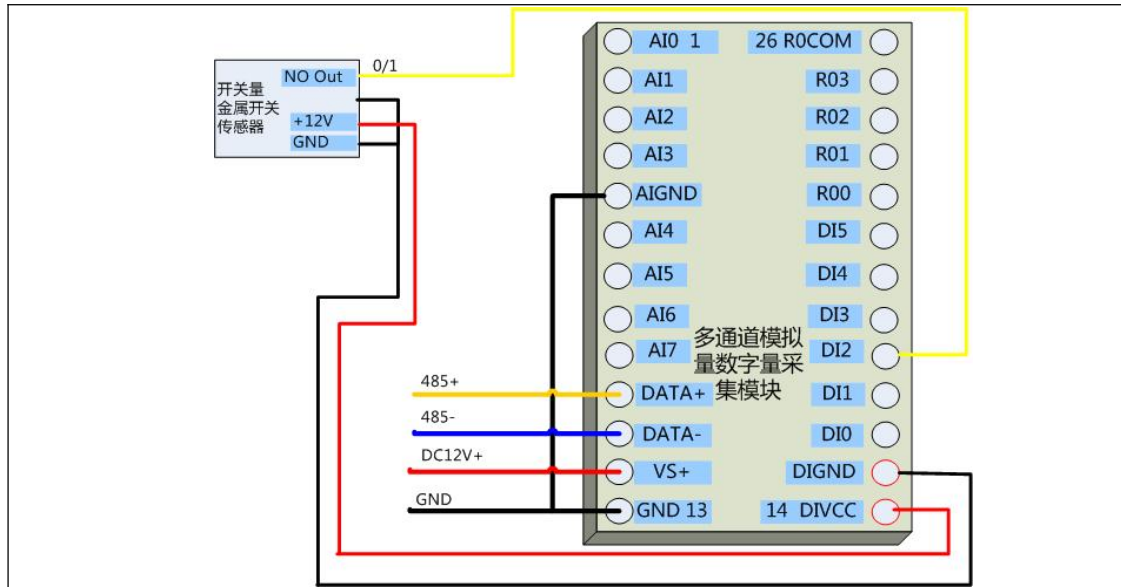 0/1
NO Out
开关量
金属开关
传感器
+12V
GND
AI0 1
AI1
AI2
AI3
AIGND
AI4
AI5
AI6
AI7
DATA+
DATA-
VS+
GND 13
485+
485-
DC12V+
GND
多通道模拟
量数字量采
集模块
26 R0COM
R03
R02
R01
R00
DI5
DI4
DI3
DI2
DI1
DI0
DIGND
14 DIVCC